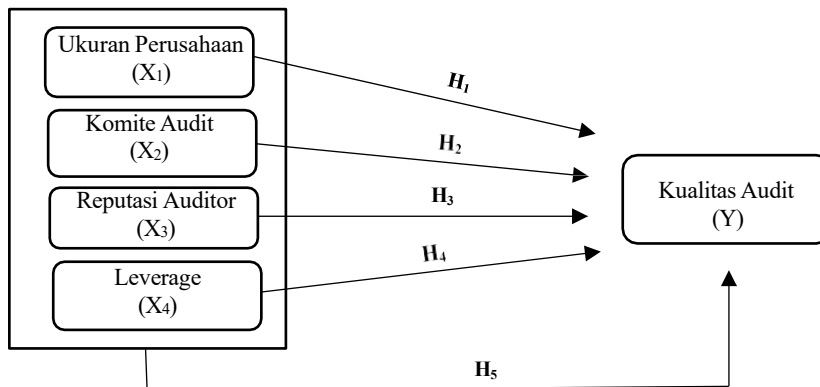 Ukuran Perusahaan
(X₁)
H₁
Komite Audit
(X₂)
H₂
Reputasi Auditor
(X₃)
H₃
Kualitas Audit
(Y)
Leverage
(X₄)
H₄
H₅